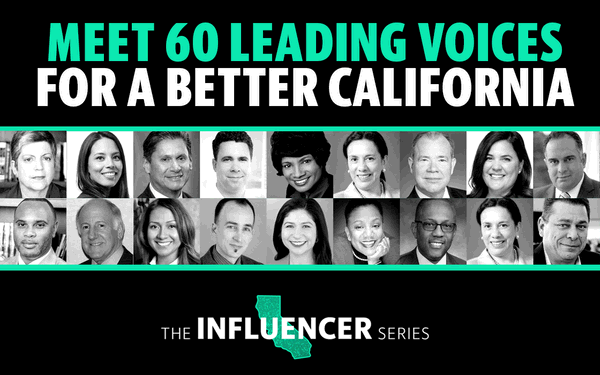 MEET 60 LEADING VOICES
FOR A BETTER CALIFORNIA
THE INFLUENCER SERIES